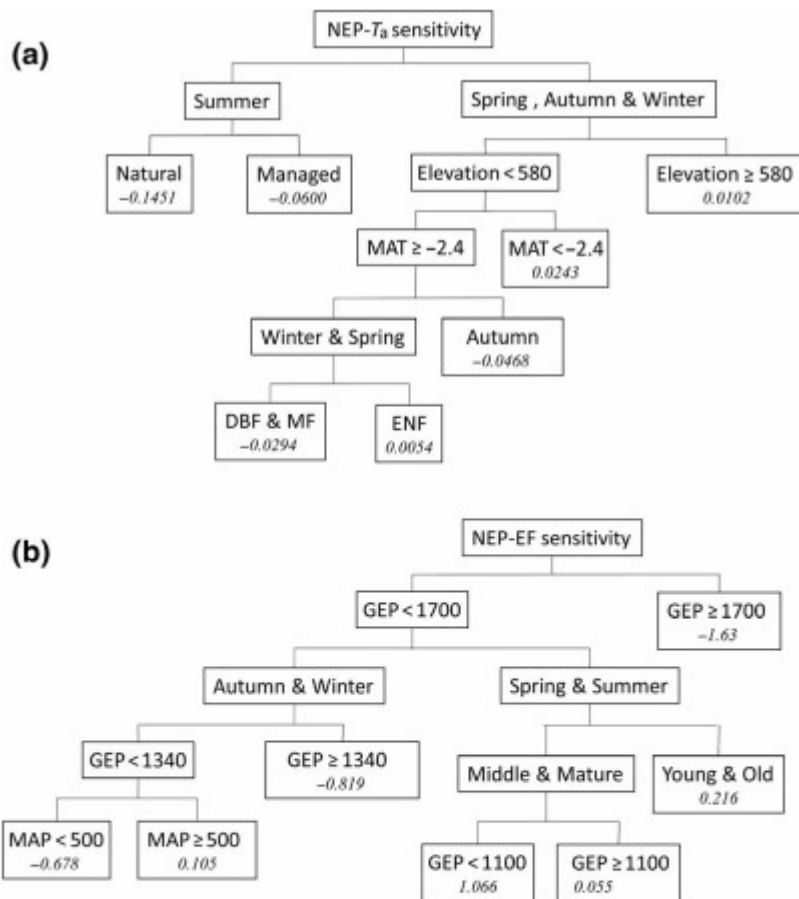 (a)
NEP-Ta sensitivity
Summer
Spring , Autumn & Winter
Natural
−0.1451
Managed
−0.0600
Elevation < 580
Elevation ≥ 580
0.0102
MAT ≥ −2.4
MAT < −2.4
0.0243
Winter & Spring
Autumn
−0.0468
DBF & MF
−0.0294
ENF
0.0054
(b)
NEP-EF sensitivity
GEP < 1700
GEP ≥ 1700
−1.63
Autumn & Winter
Spring & Summer
GEP < 1340
GEP ≥ 1340
−0.819
Middle & Mature
Young & Old
0.216
MAP < 500
−0.678
MAP ≥ 500
0.105
GEP < 1100
1.066
GEP ≥ 1100
0.055